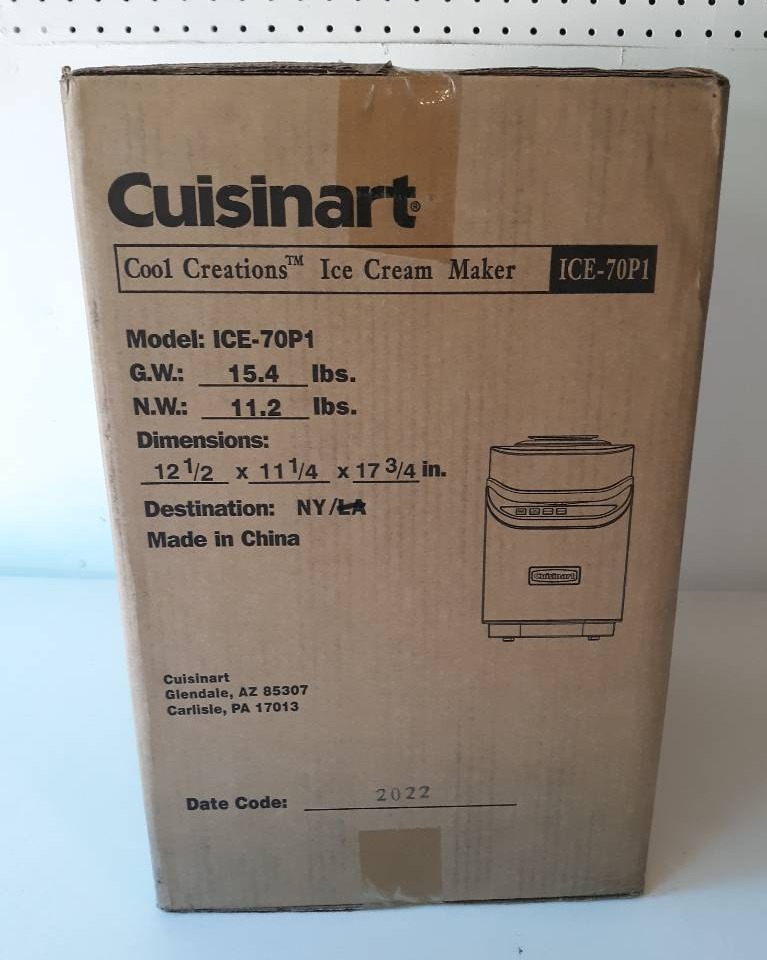 Cuisinart®
Cool Creations™ Ice Cream Maker ICE-70P1
Model: ICE-70P1
G.W.: 15.4 lbs.
N.W.: 11.2 lbs.
Dimensions:
12 1/2 x 11 1/4 x 17 3/4 in.
Destination: NY/LA
Made in China
Cuisinart
Cuisinart
Glendale, AZ 85307
Carlisle, PA 17013
Date Code: 2022